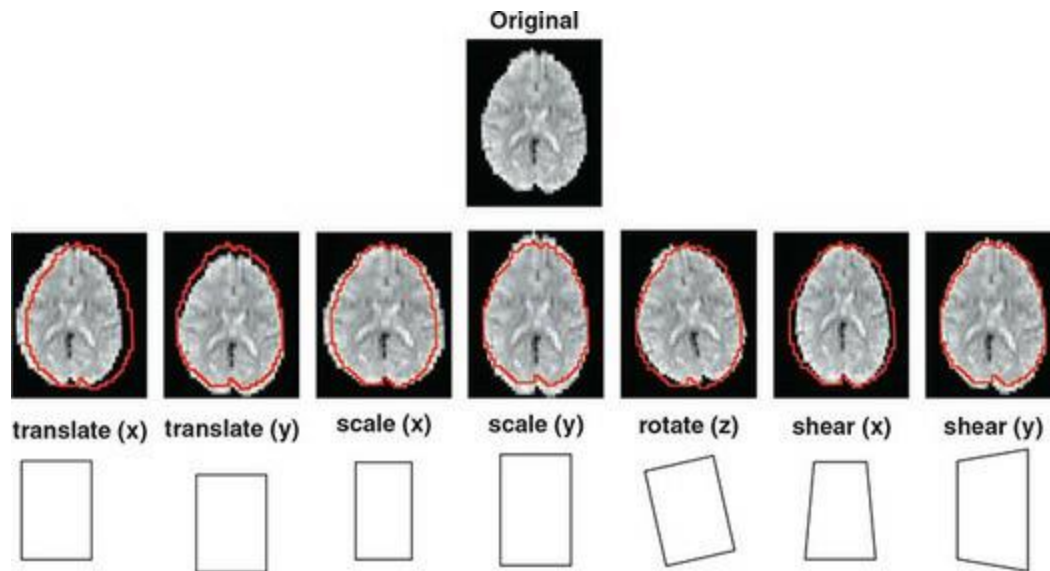 Original
translate (x) translate (y) scale (x) scale (y) rotate (z) shear (x) shear (y)